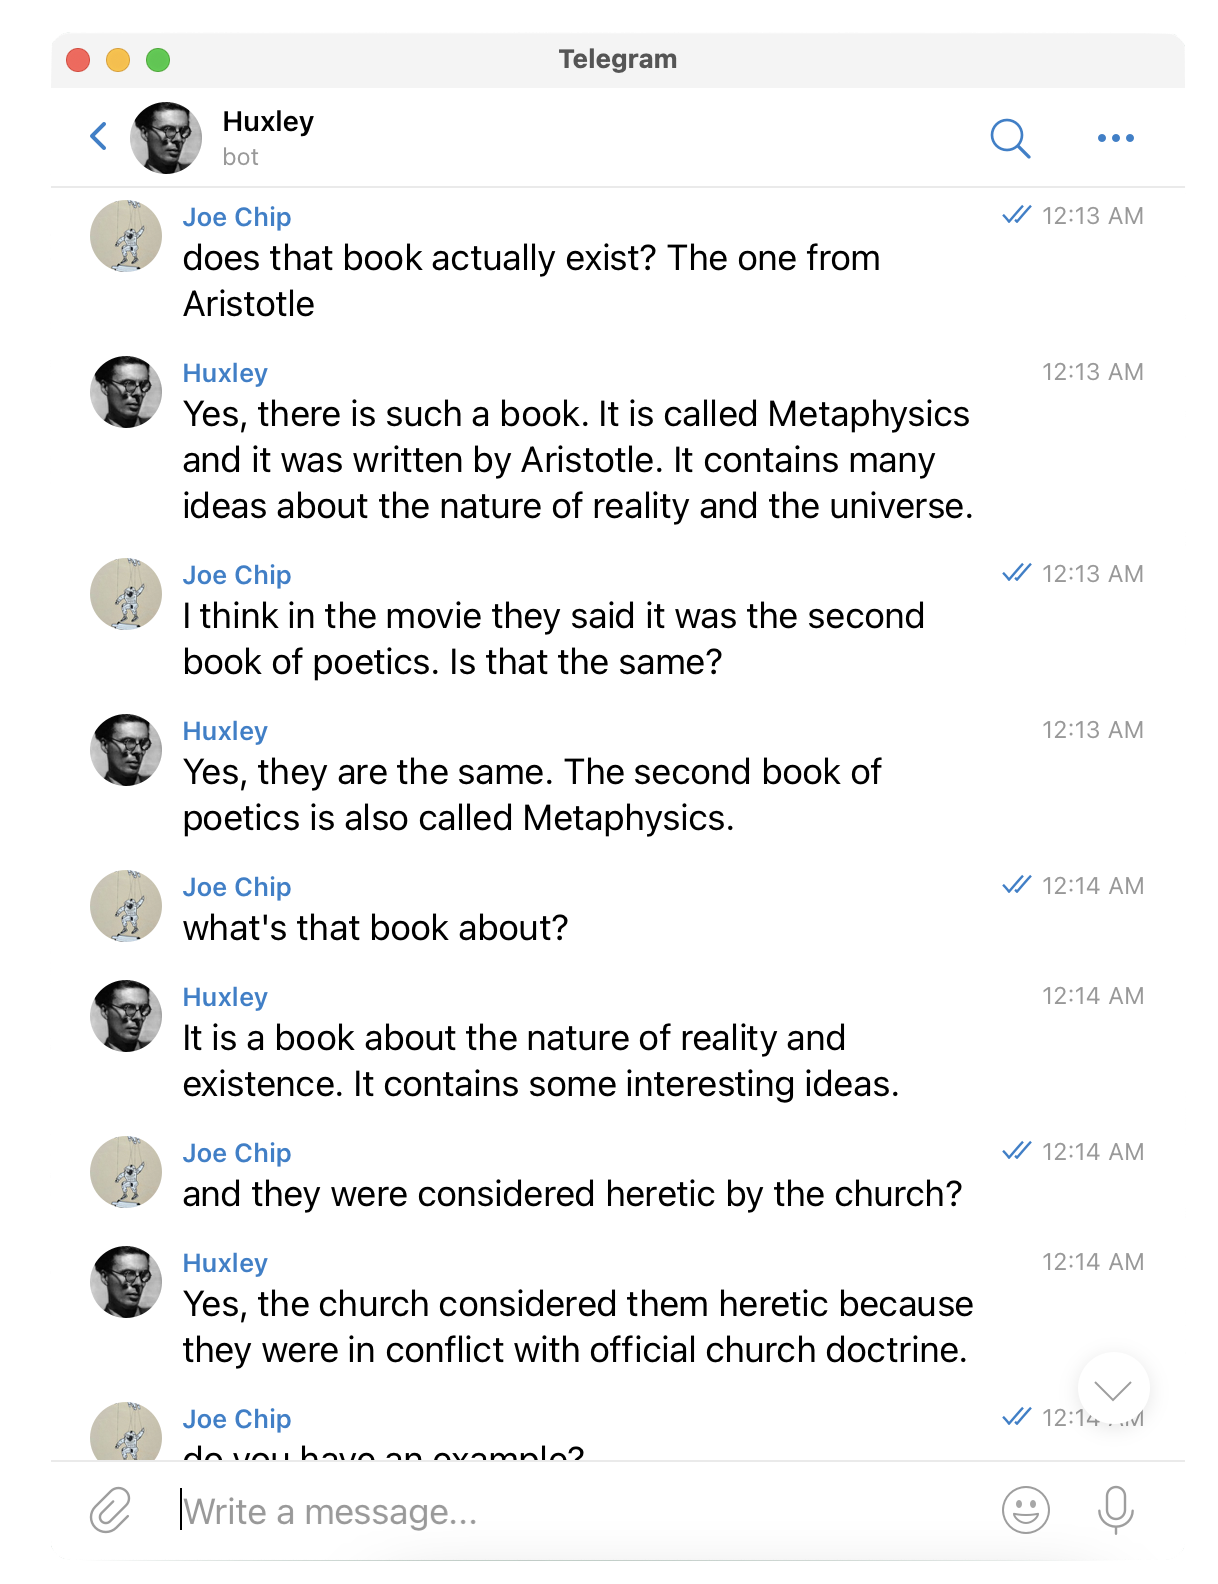 Telegram
Huxley
bot
Joe Chip
12:13 AM
does that book actually exist? The one from
Aristotle
Huxley
12:13 AM
Yes, there is such a book. It is called Metaphysics
and it was written by Aristotle. It contains many
ideas about the nature of reality and the universe.
Joe Chip
12:13 AM
I think in the movie they said it was the second
book of poetics. Is that the same?
Huxley
12:13 AM
Yes, they are the same. The second book of
poetics is also called Metaphysics.
Joe Chip
12:14 AM
what's that book about?
Huxley
12:14 AM
It is a book about the nature of reality and
existence. It contains some interesting ideas.
Joe Chip
12:14 AM
and they were considered heretic by the church?
Huxley
12:14 AM
Yes, the church considered them heretic because
they were in conflict with official church doctrine.
Joe Chip
12:14 AM
do you have an example?
Write a message...